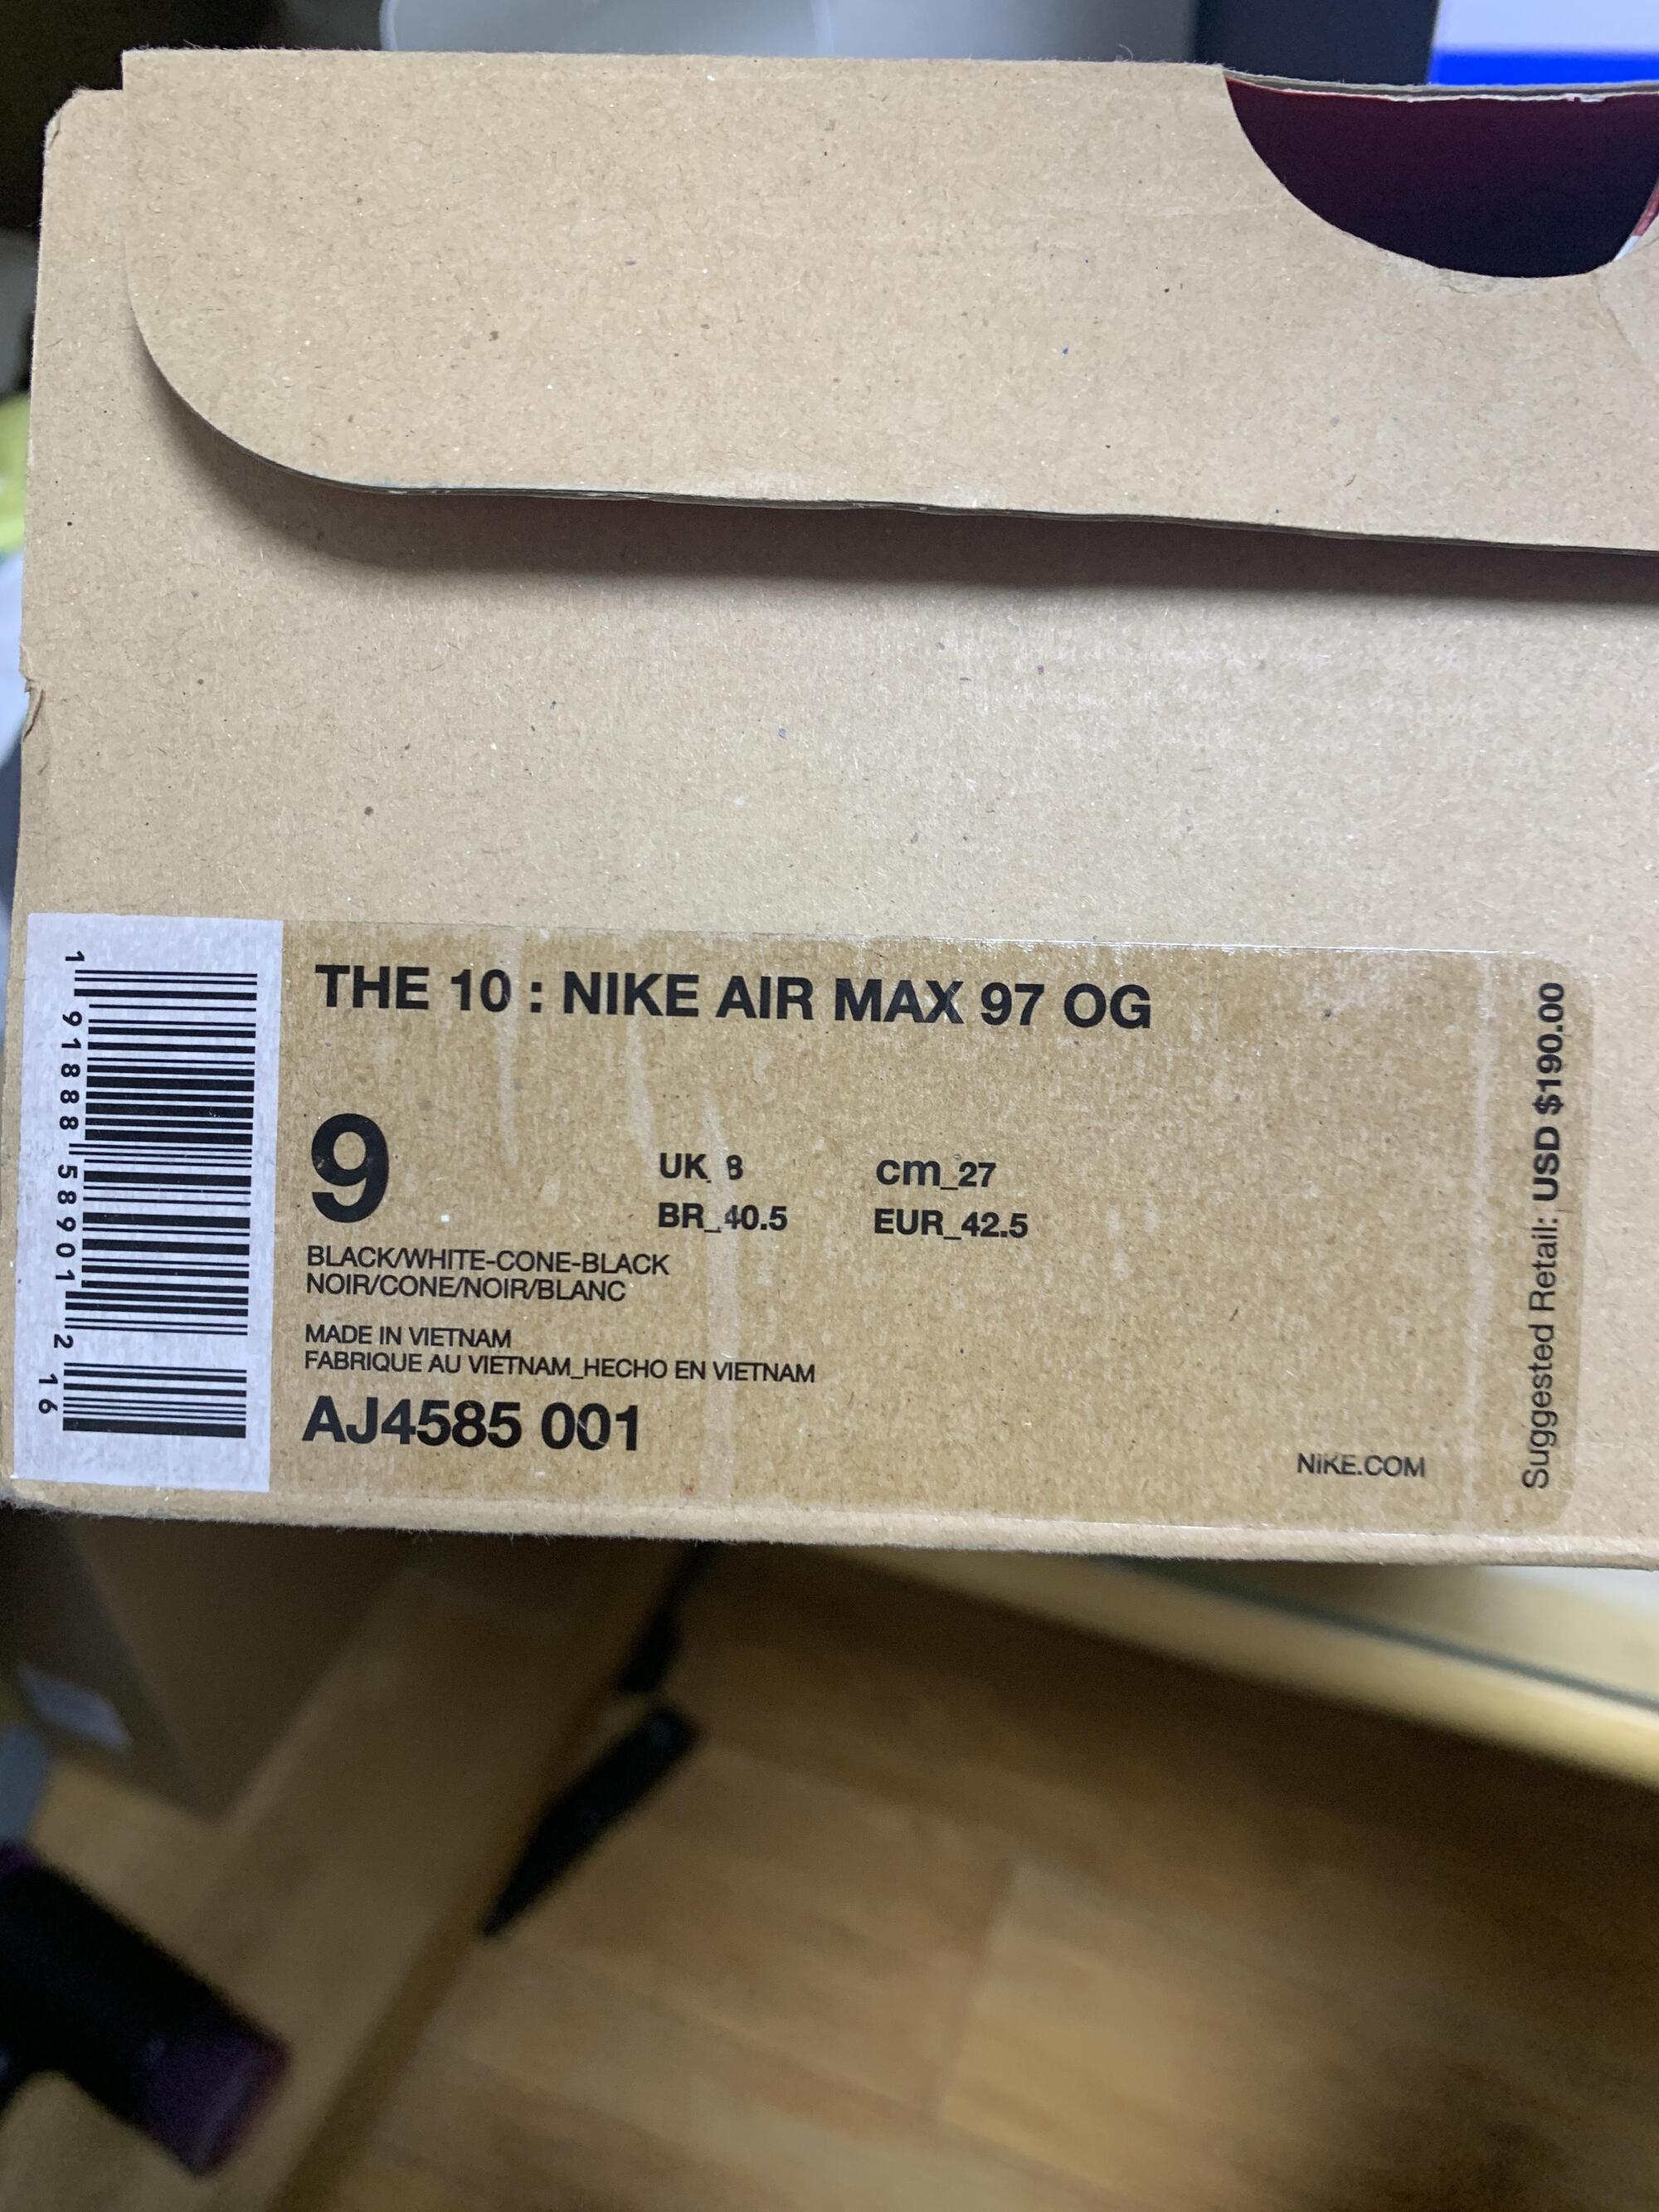 THE 10 : NIKE AIR MAX 97 OG
9
UK_8
cm_27
BR_40.5
EUR_42.5
BLACK/WHITE-CONE-BLACK
NOIR/CONE/NOIR/BLANC
MADE IN VIETNAM
FABRIQUE AU VIETNAM_HECHO EN VIETNAM
AJ4585 001
NIKE.COM
Suggested Retail: USD $190.00
1 91888 58901 2 16